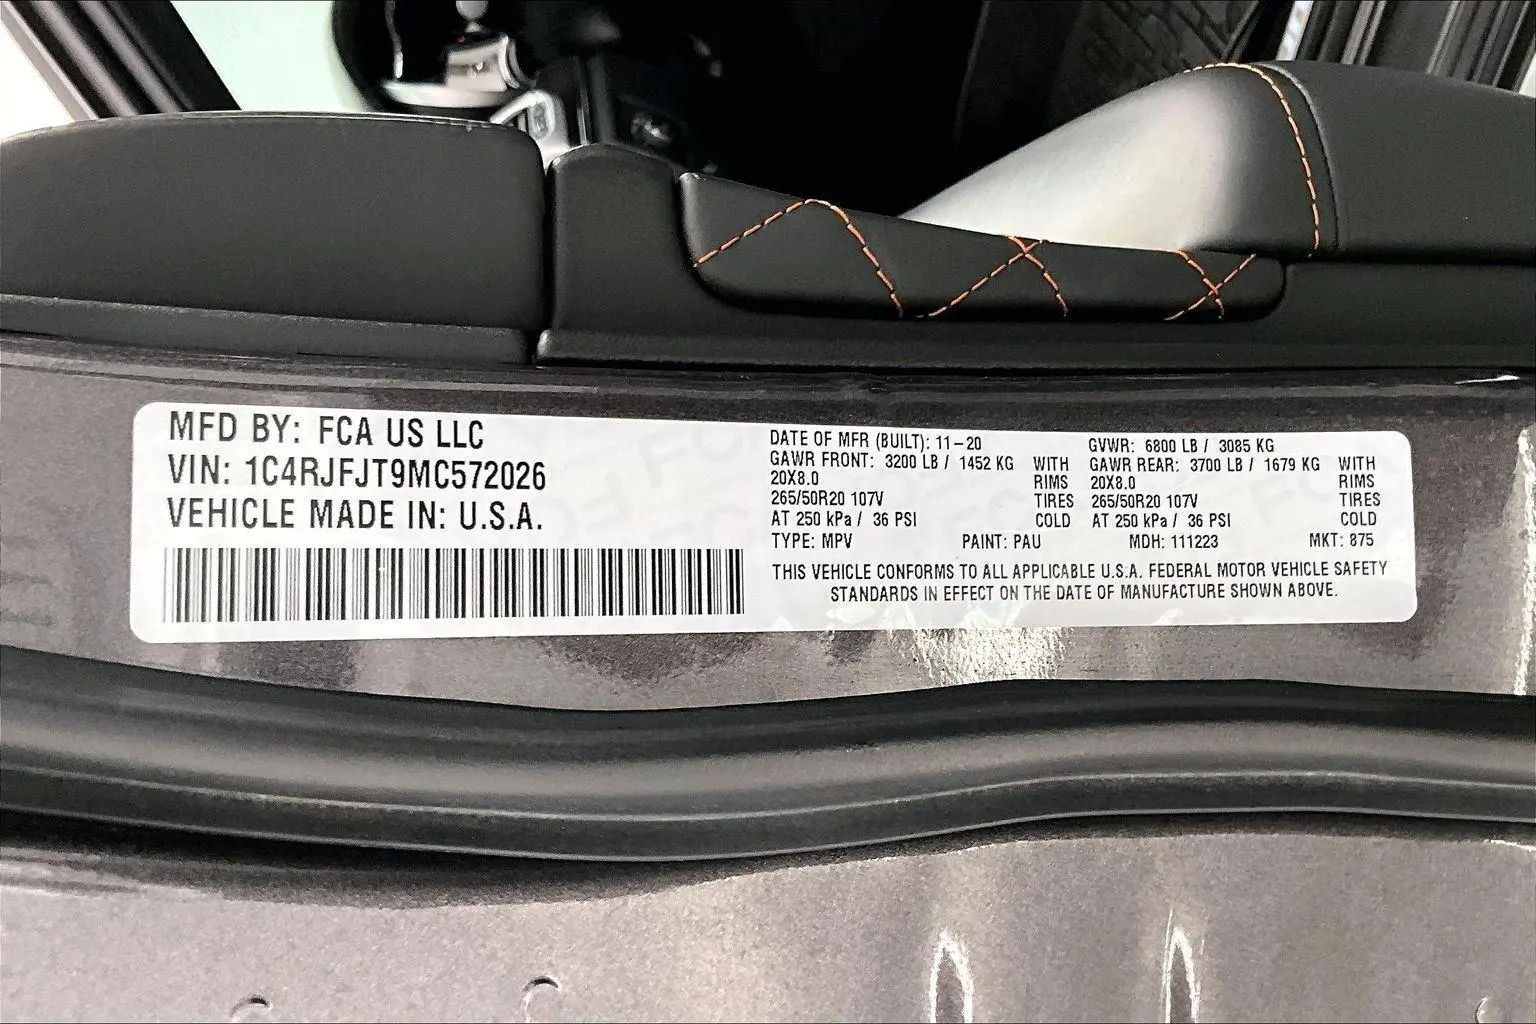 MFD BY: FCA US LLC
VIN: 1C4RJFJT9MC572026
VEHICLE MADE IN: U.S.A.
DATE OF MFR (BUILT): 11-20
GAWR FRONT: 3200 LB / 1452 KG WITH
20X8.0 RIMS
265/50R20 107V TIRES
AT 250 kPa / 36 PSI COLD
GVWR: 6800 LB / 3085 KG
GAWR REAR: 3700 LB / 1679 KG WITH
20X8.0 RIMS
265/50R20 107V TIRES
AT 250 kPa / 36 PSI COLD
TYPE: MPV PAINT: PAU MDH: 111223 MKT: 875
THIS VEHICLE CONFORMS TO ALL APPLICABLE U.S.A. FEDERAL MOTOR VEHICLE SAFETY
STANDARDS IN EFFECT ON THE DATE OF MANUFACTURE SHOWN ABOVE.